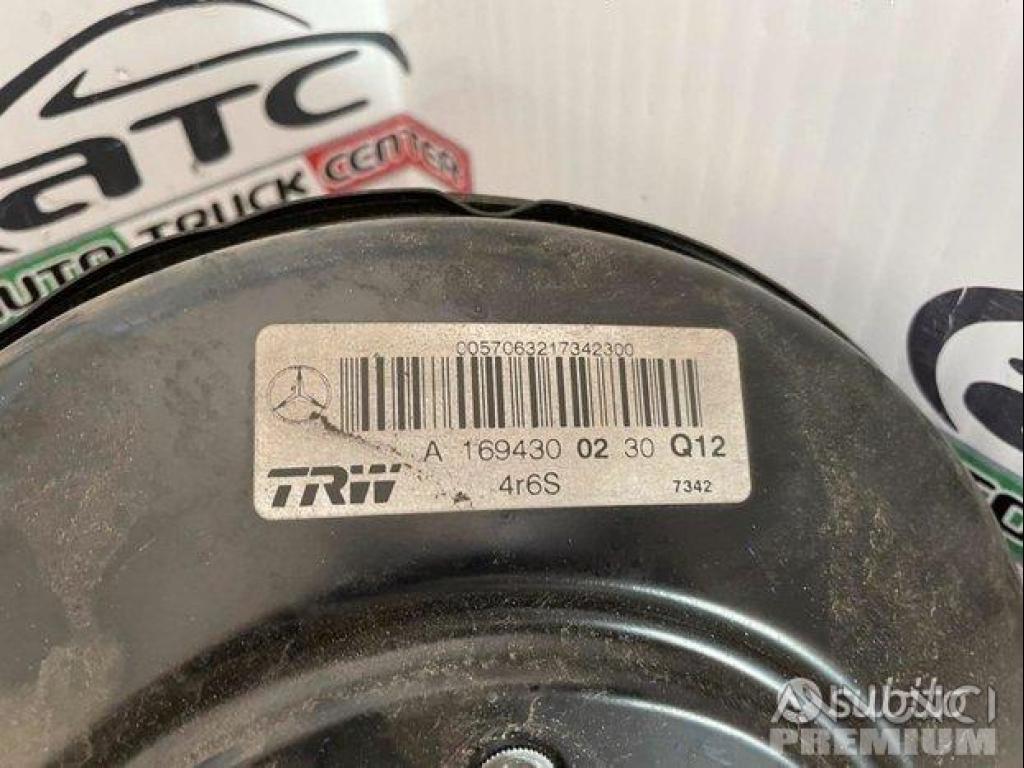 ATC
AUTO TRUCK CENTER
0057063217342300
A 169430 02 30 Q12
TRW 4r6S 7342
subito
PREMIUM